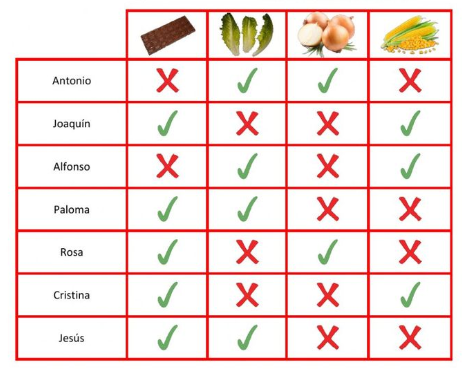 Antonio
Joaquín
Alfonso
Paloma
Rosa
Cristina
Jesús